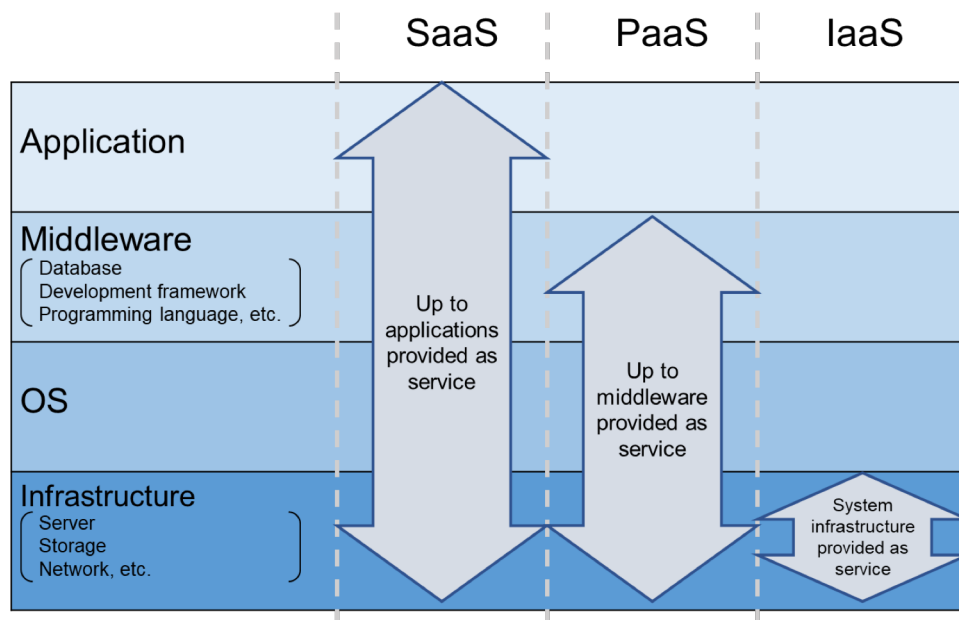 SaaS
PaaS
IaaS
Application
Middleware
Database
Development framework
Programming language, etc.
OS
Infrastructure
Server
Storage
Network, etc.
Up to
applications
provided as
service
Up to
middleware
provided as
service
System
infrastructure
provided as
service